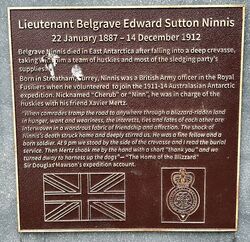 Lieutenant Belgrave Edward Sutton Ninnis
22 January 1887 – 14 December 1912
Belgrave Ninnis died in East Antarctica after falling into a deep crevasse,
taking with him a team of huskies and most of the sledging party's
supplies.
Born in Streatham, Surrey, Ninnis was a British Army officer in the Royal
Fusiliers when he volunteered to join the 1911-14 Australasian Antarctic
expedition. Nicknamed "Cherub" or "Ninn", he was in charge of the
huskies with his friend Xavier Mertz.
"When comrades tramp the road to anywhere through a blizzard-ridden land
in hunger, want and weariness, the interests, ties and fates of each other are
interwoven in a wondrous fabric of friendship and affection. The shock of
Ninnis's death struck home and deeply stirred us. He was a fine fellow and a
born soldier. At 9 pm we stood by the side of the crevasse and I read the burial
service. Then Mertz shook me by the hand with a short "thank you" and we
turned away to harness up the dogs" – "The Home of the Blizzard"
Sir Douglas Mawson's expedition account.